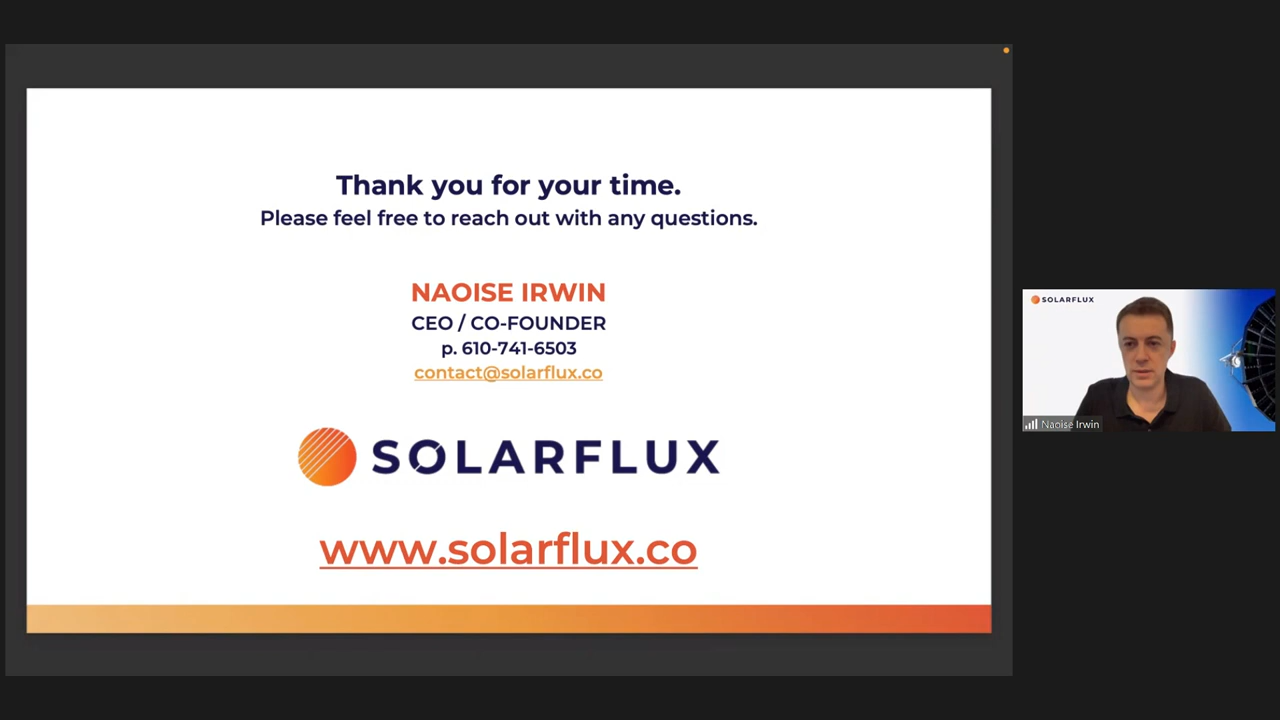 Thank you for your time.
Please feel free to reach out with any questions.
NAOISE IRWIN
CEO / CO-FOUNDER
p. 610-741-6503
contact@solarflux.co
SOLARFLUX
www.solarflux.co
SOLARFLUX
Naoise Irwin